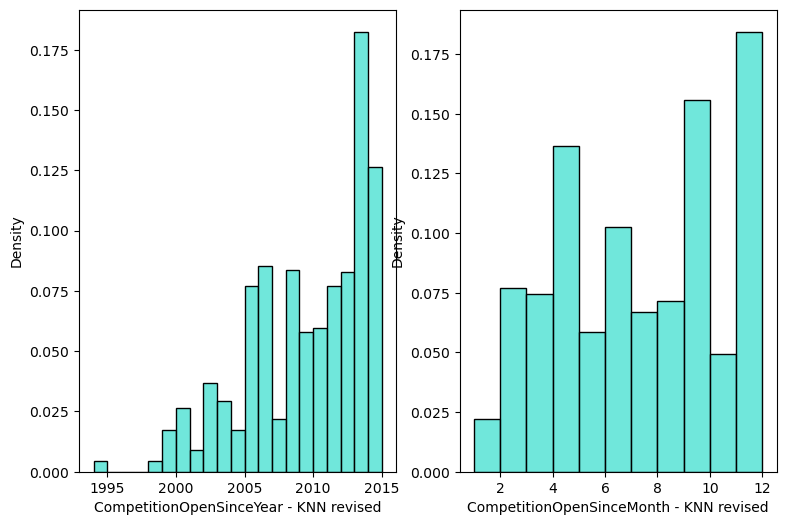 0.175
0.150
0.125
0.100
0.075
0.050
0.025
0.000
Density
1995 2000 2005 2010 2015
CompetitionOpenSinceYear - KNN revised
0.175
0.150
0.125
0.100
0.075
0.050
0.025
0.000
Density
2 4 6 8 10 12
CompetitionOpenSinceMonth - KNN revised